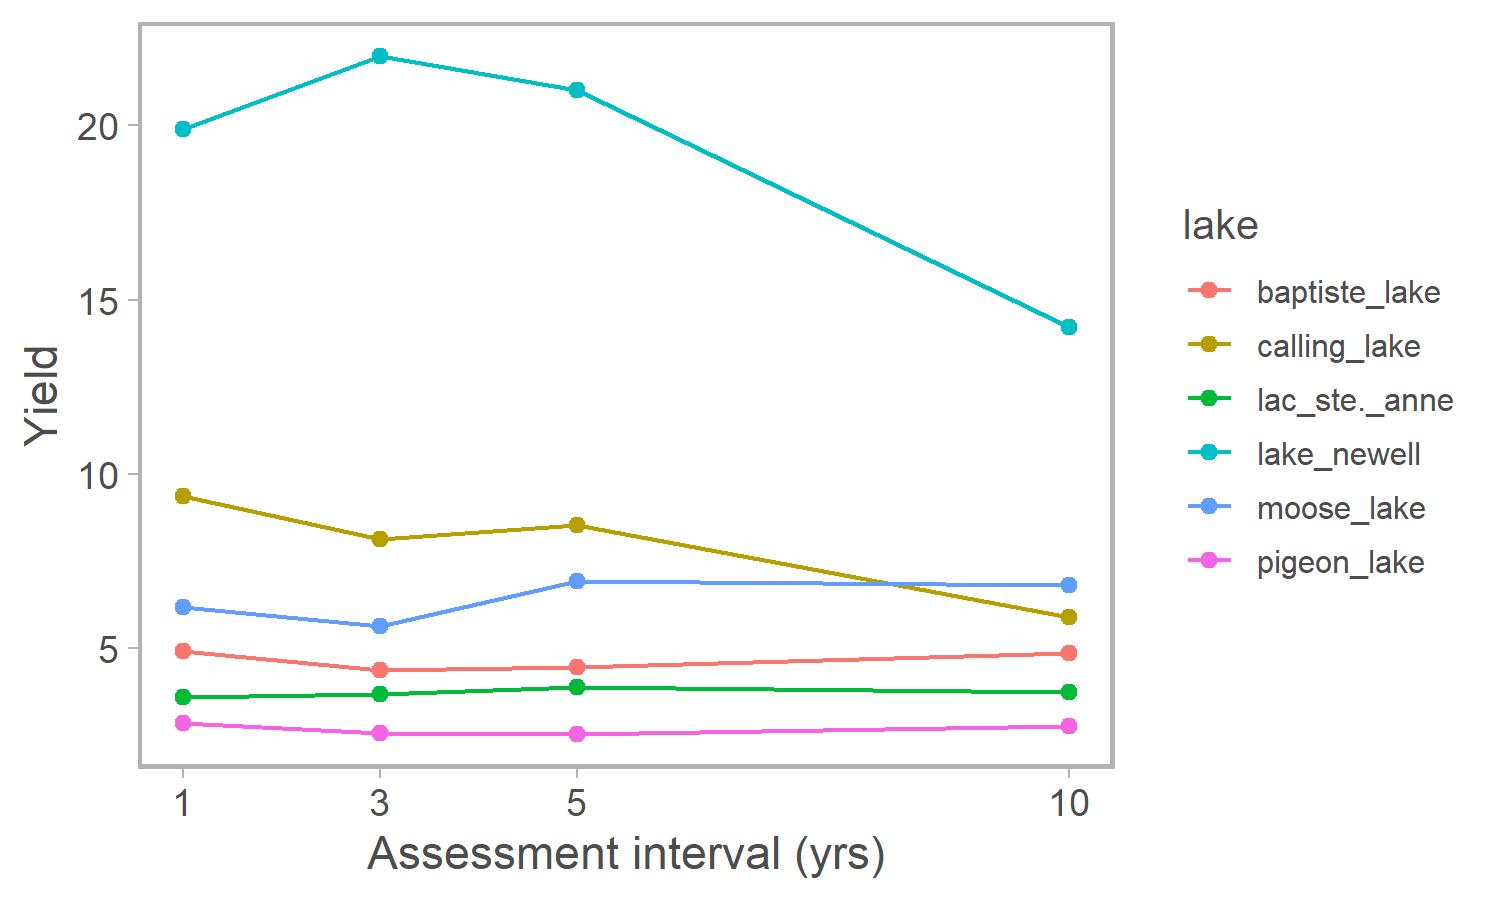 20
15
10
5
Yield
1 3 5 10
Assessment interval (yrs)
lake
baptiste_lake
calling_lake
lac_ste._anne
lake_newell
moose_lake
pigeon_lake